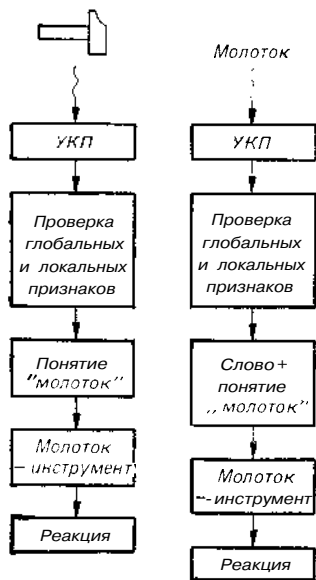 УКП
Проверка
глобальных
и локальных
признаков
Понятие
"молоток"
Молоток
–инструмент
Реакция
Молоток
УКП
Проверка
глобальных
и локальных
признаков
Слово+
понятие
„молоток"
Молоток
–-инструмент
Реакция